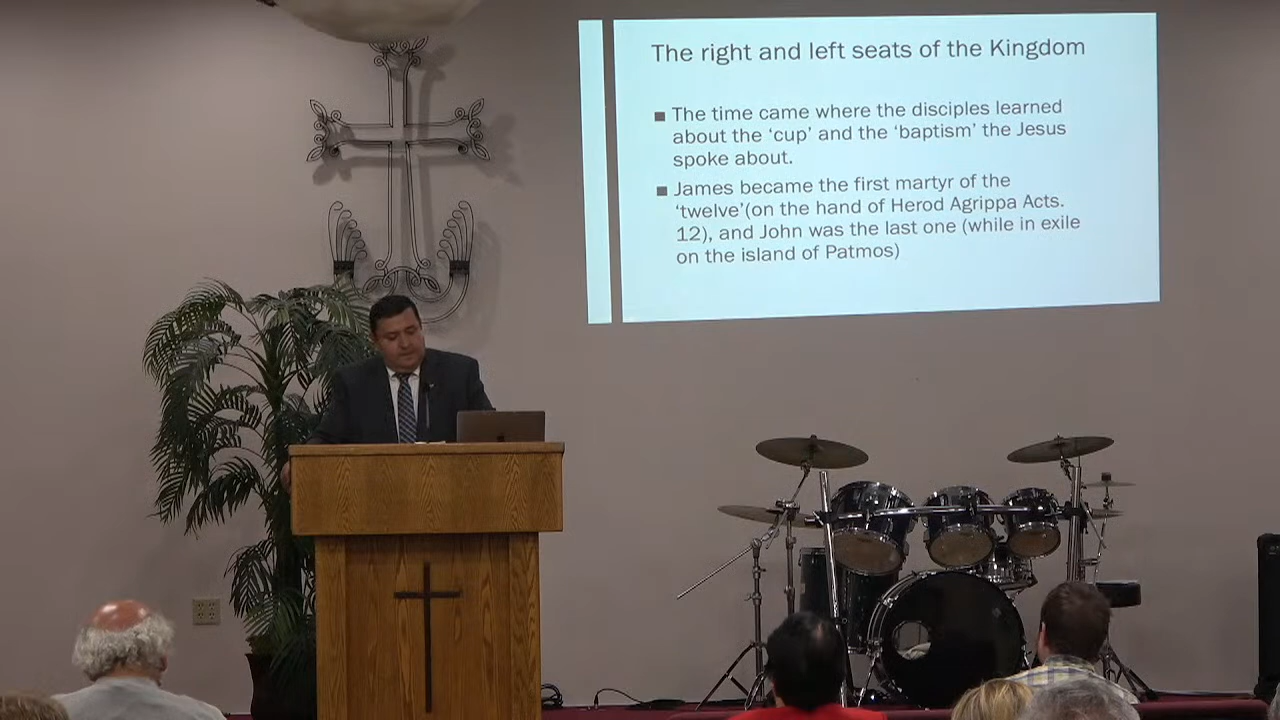 The right and left seats of the Kingdom
■ The time came where the disciples learned
about the ‘cup’ and the ‘baptism’ the Jesus
spoke about.
■ James became the first martyr of the
‘twelve’(on the hand of Herod Agrippa Acts.
12), and John was the last one (while in exile
on the island of Patmos)